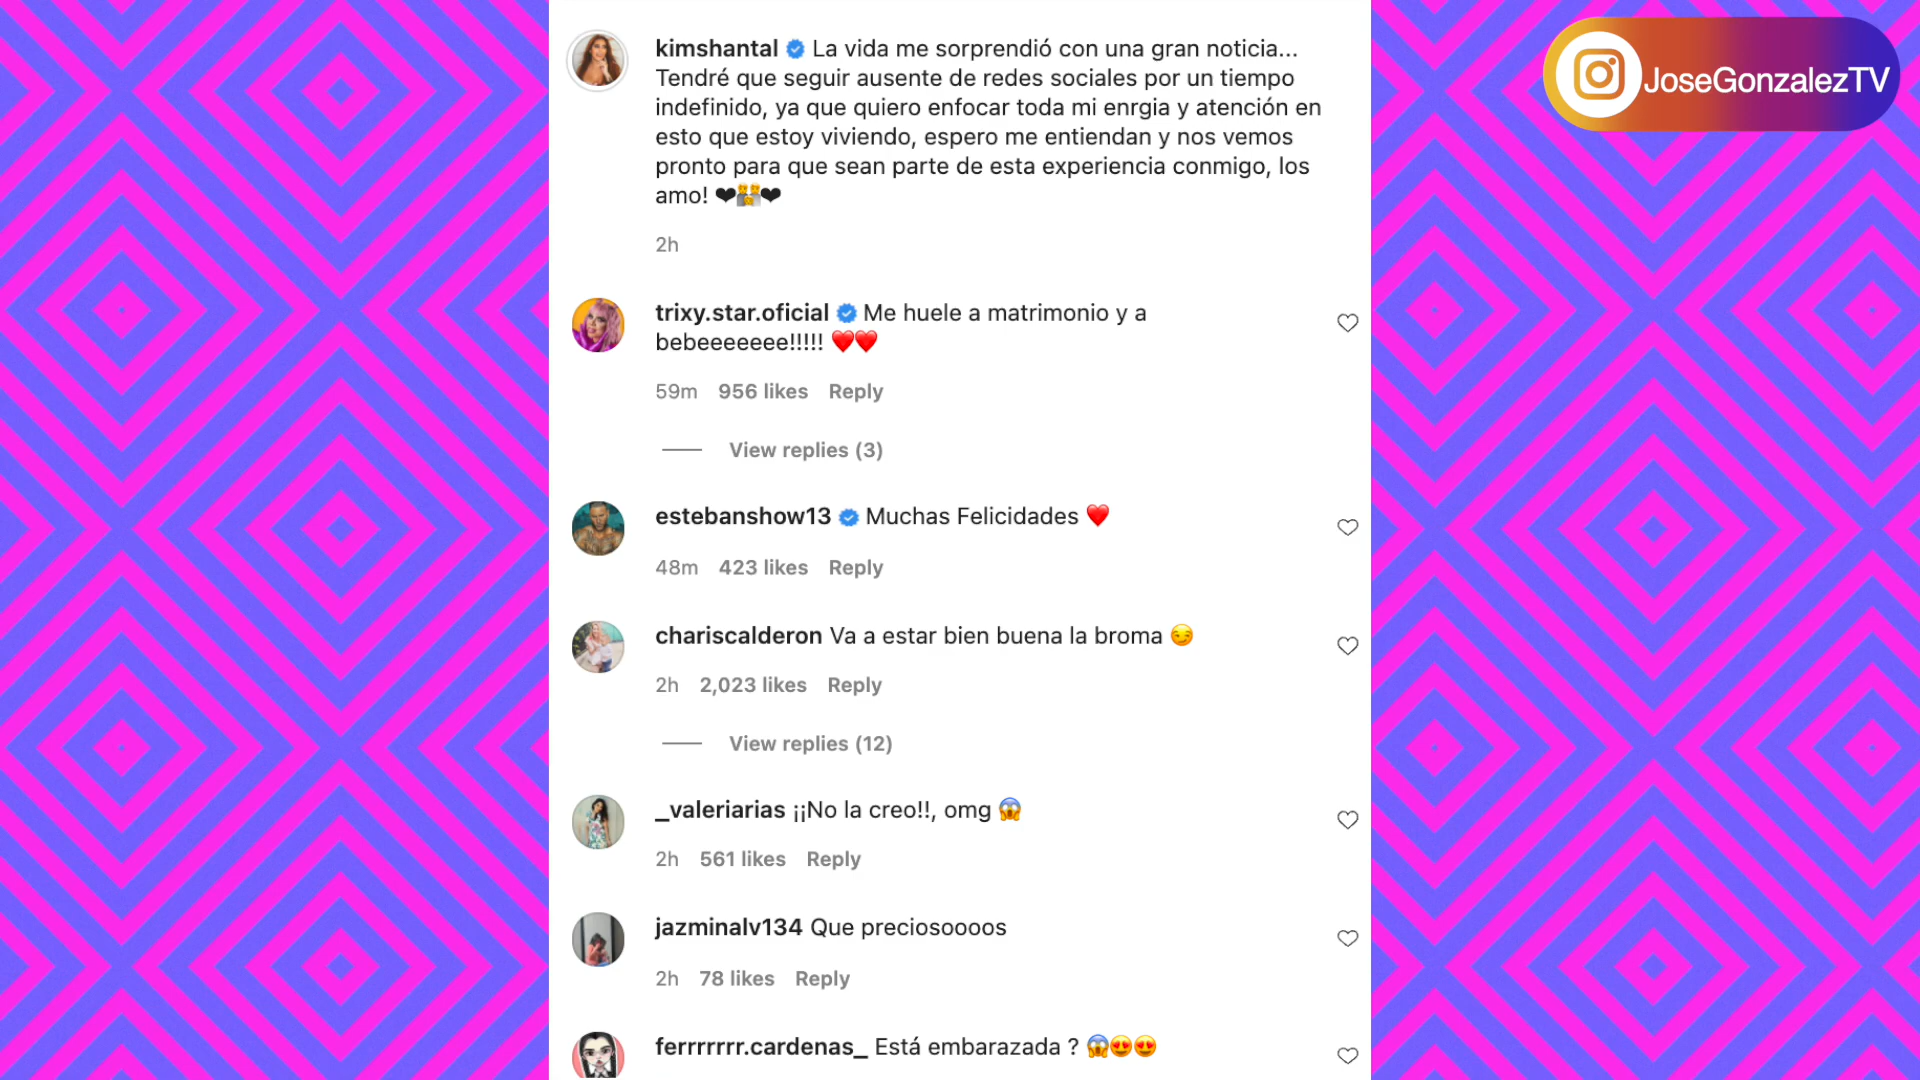 kimshantal La vida me sorprendió con una gran noticia...
Tendré que seguir ausente de redes sociales por un tiempo
indefinido, ya que quiero enfocar toda mi enrgia y atención en
esto que estoy viviendo, espero me entiendan y nos vemos
pronto para que sean parte de esta experiencia conmigo, los
amo! ❤👨‍👩‍👧❤
2h
trixy.star.oficial Me huele a matrimonio y a
bebeeeeeee!!!!! ❤️❤️
59m 956 likes Reply
View replies (3)
estebanshow13 Muchas Felicidades ❤️
48m 423 likes Reply
chariscalderon Va a estar bien buena la broma 😏
2h 2,023 likes Reply
View replies (12)
_valeriarias ¡¡No la creo!!, omg 😱
2h 561 likes Reply
jazminalv134 Que preciosoooos
2h 78 likes Reply
ferrrrrrr.cardenas_ Está embarazada ? 😱😍😍
JoseGonzalezTV